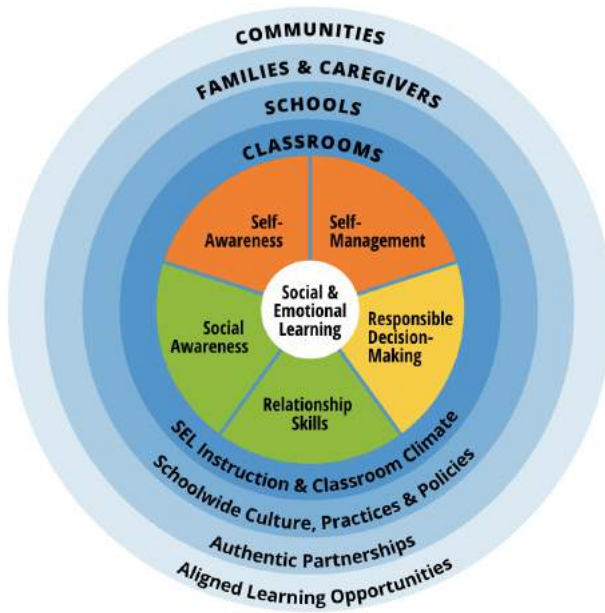 COMMUNITIES
FAMILIES & CAREGIVERS
SCHOOLS
CLASSROOMS
Self-
Awareness
Self-
Management
Social &
Emotional
Learning
Social
Awareness
Responsible
Decision-
Making
Relationship
Skills
SEL Instruction & Classroom Climate
Schoolwide Culture, Practices & Policies
Authentic Partnerships
Aligned Learning Opportunities